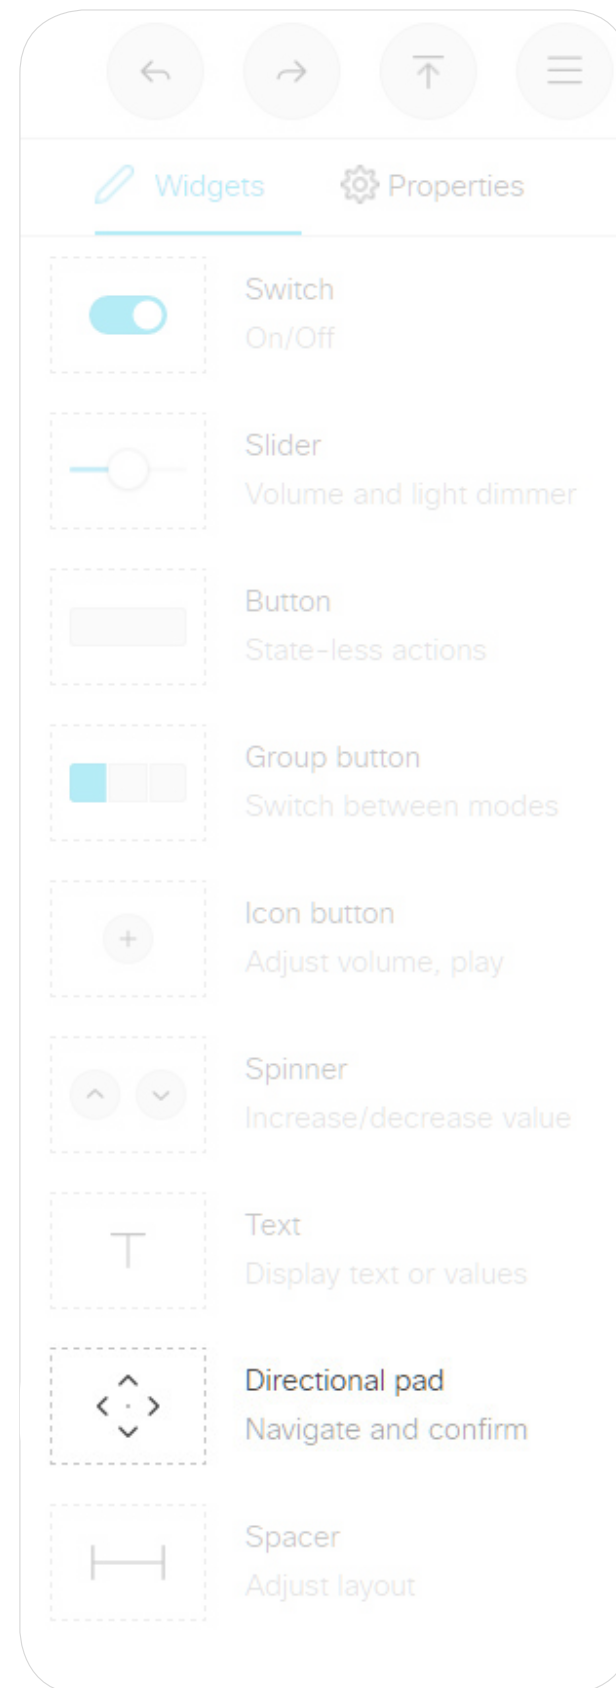 Widgets Properties
Switch
On/Off
Slider
Volume and light dimmer
Button
State-less actions
Group button
Switch between modes
Icon button
Adjust volume, play
Spinner
Increase/decrease value
Text
Display text or values
Directional pad
Navigate and confirm
Spacer
Adjust layout